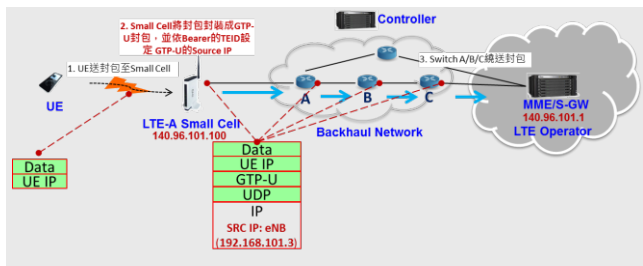 Controller
2. Small Cell將封包封裝成GTP-
U封包，並依Bearer的TEID設
定 GTP-U的Source IP
1. UE送封包至Small Cell
3. Switch A/B/C繞送封包
UE
A
B
C
LTE-A Small Cell
140.96.101.100
Backhaul Network
MME/S-GW
140.96.101.1
LTE Operator
Data
UE IP
Data
UE IP
GTP-U
UDP
IP
SRC IP: eNB
(192.168.101.3)